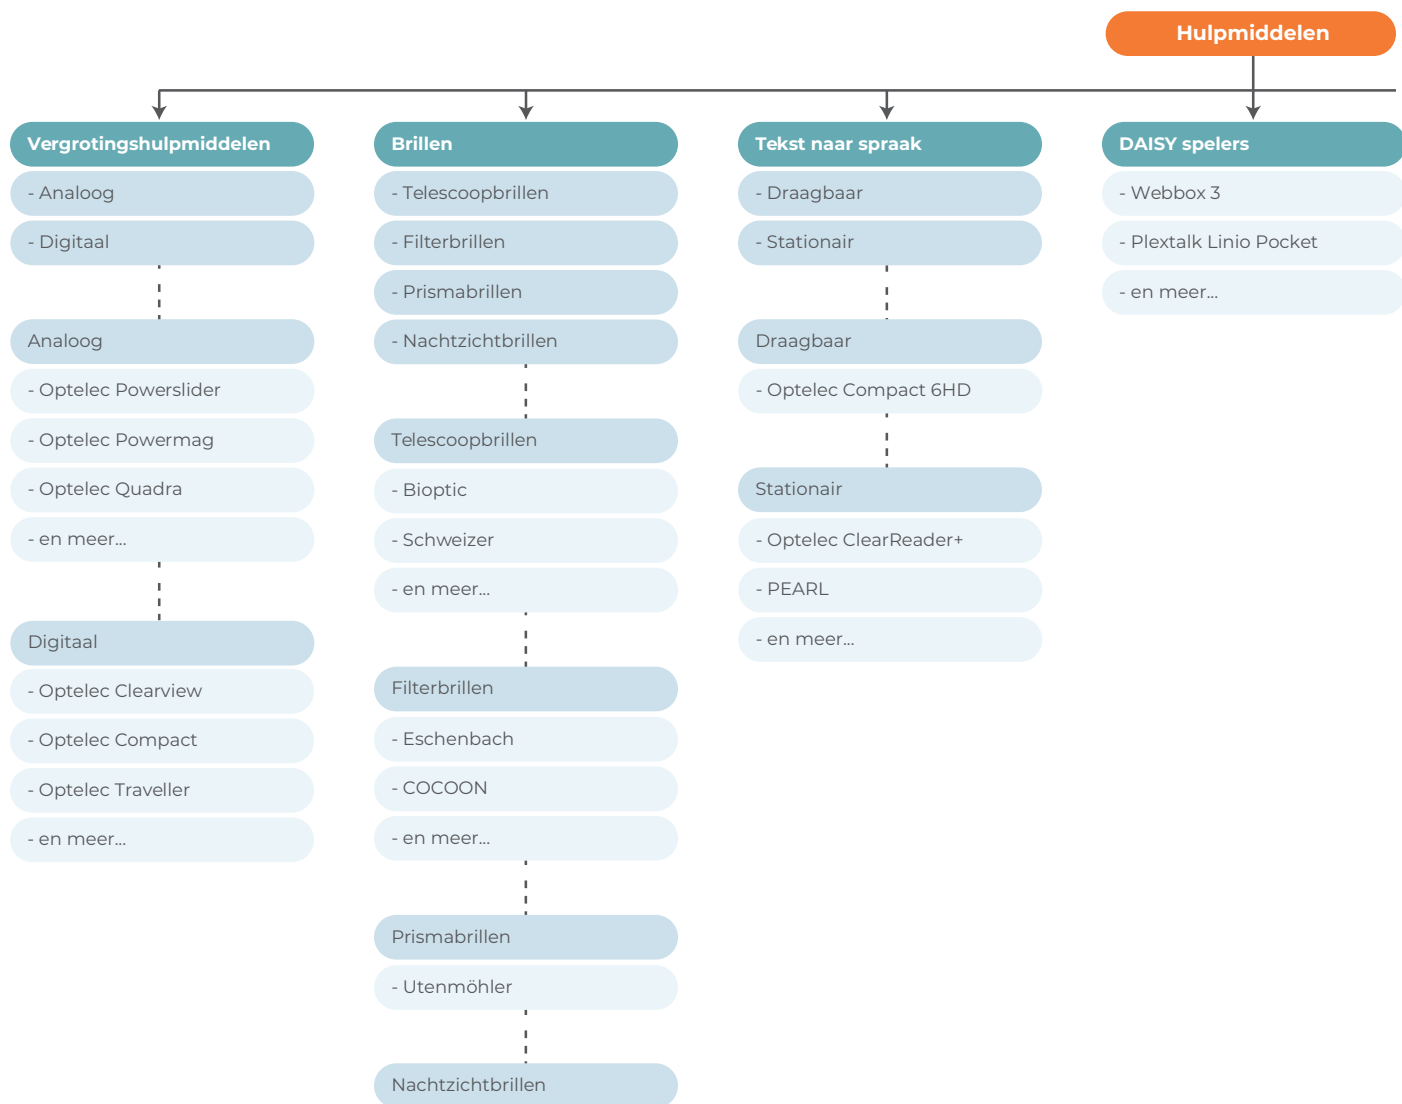 Hulpmiddelen
Vergrotingshulpmiddelen
- Analoog
- Digitaal
Analoog
- Optelec Powerslider
- Optelec Powermag
- Optelec Quadra
- en meer...
Digitaal
- Optelec Clearview
- Optelec Compact
- Optelec Traveller
- en meer...
Brillen
- Telescoopbrillen
- Filterbrillen
- Prismabrillen
- Nachtzichtbrillen
Telescoopbrillen
- Bioptic
- Schweizer
- en meer...
Filterbrillen
- Eschenbach
- COCOON
- en meer...
Prismabrillen
- Utenmöhler
Nachtzichtbrillen
Tekst naar spraak
- Draagbaar
- Stationair
Draagbaar
- Optelec Compact 6HD
Stationair
- Optelec ClearReader+
- PEARL
- en meer...
DAISY spelers
- Webbox 3
- Plextalk Linio Pocket
- en meer...